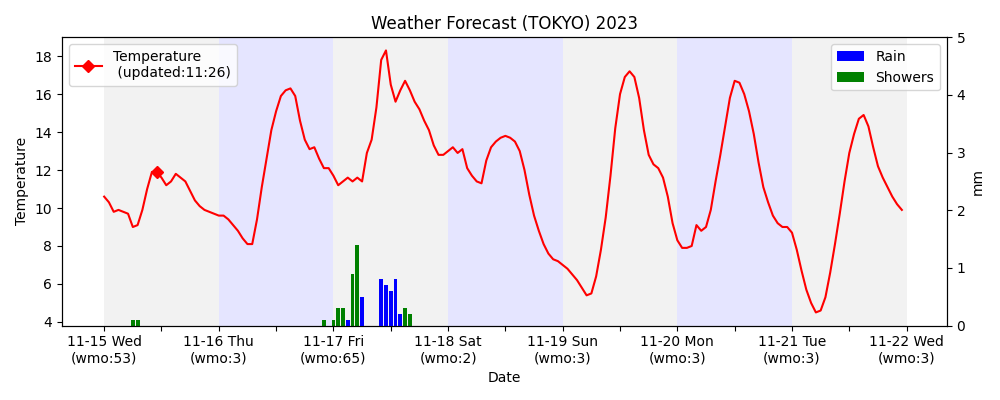 Weather Forecast (TOKYO) 2023
Temperature
(updated:11:26)
Rain
Showers
Temperature
18
16
14
12
10
8
6
4
5
4
3
2
1
0
mm
11-15 Wed
(wmo:53)
11-16 Thu
(wmo:3)
11-17 Fri
(wmo:65)
11-18 Sat
(wmo:2)
11-19 Sun
(wmo:3)
11-20 Mon
(wmo:3)
11-21 Tue
(wmo:3)
11-22 Wed
(wmo:3)
Date